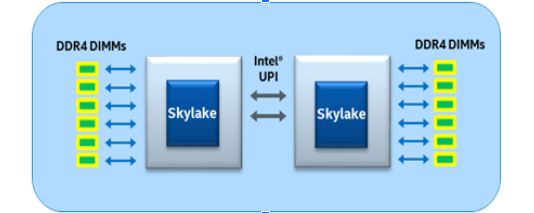 DDR4 DIMMs
Intel®
UPI
DDR4 DIMMs
Skylake
Skylake